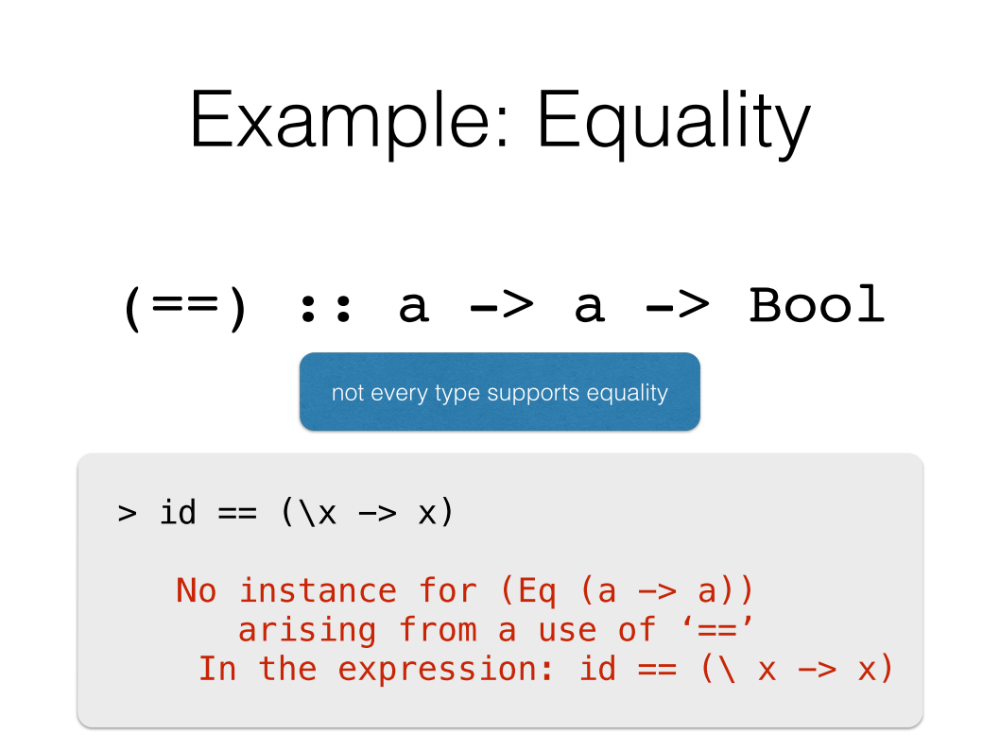 Example: Equality
(==) :: a -> a -> Bool
not every type supports equality
> id == (\x -> x)
No instance for (Eq (a -> a))
arising from a use of ‘==’
In the expression: id == (\ x -> x)